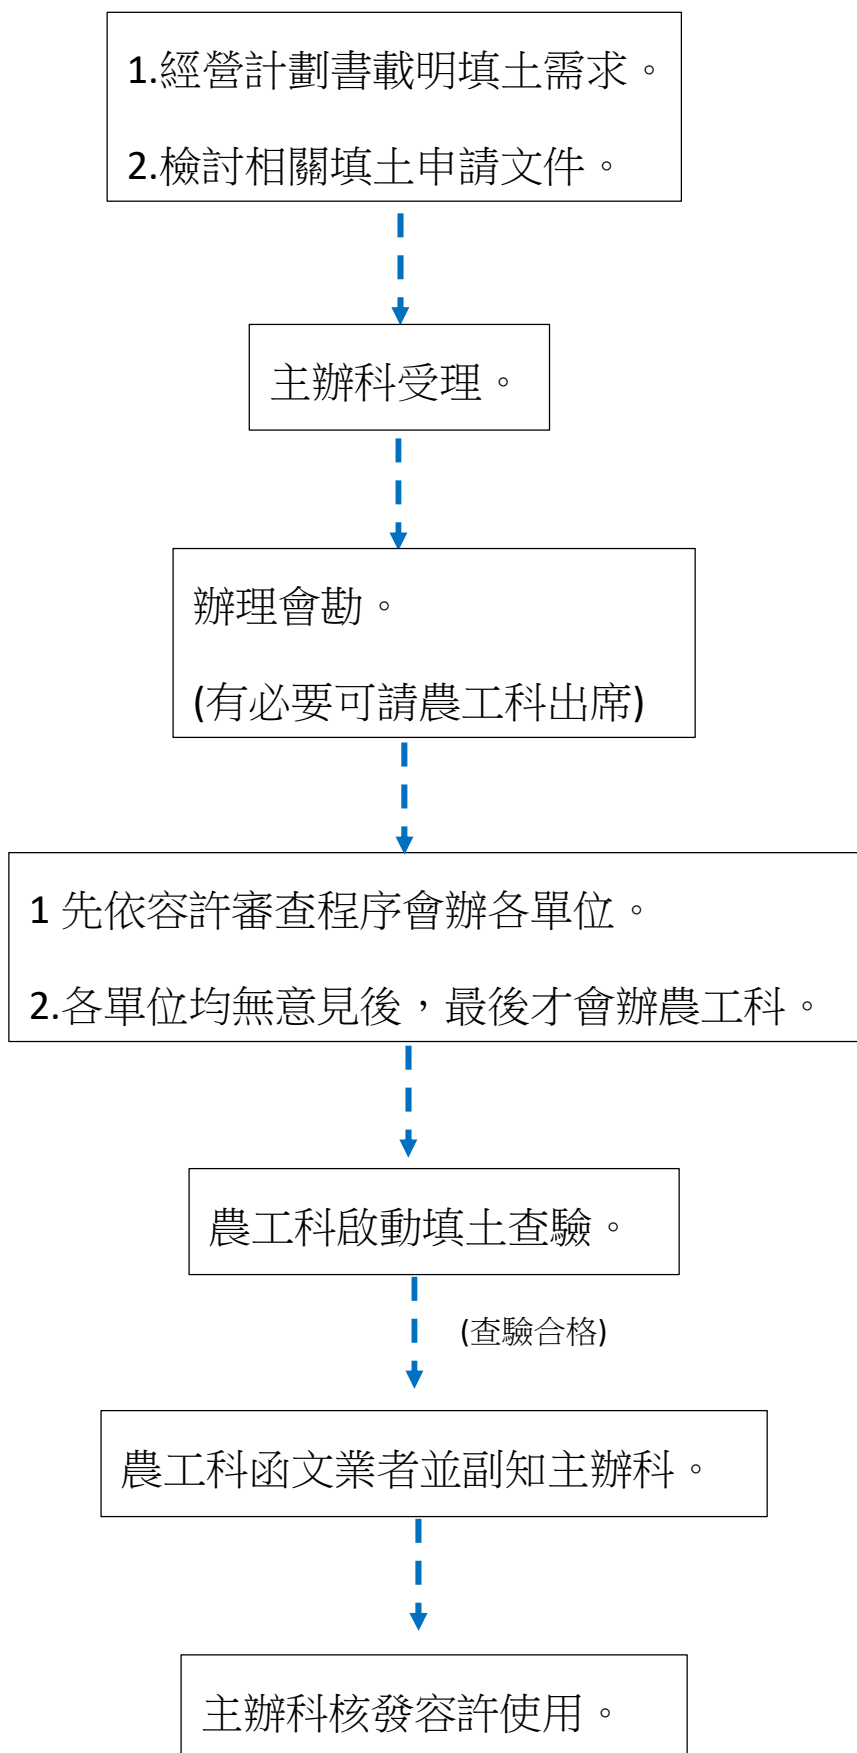 1.經營計劃書載明填土需求。
2.檢討相關填土申請文件。
主辦科受理。
辦理會勘。
(有必要可請農工科出席)
1 先依容許審查程序會辦各單位。
2.各單位均無意見後，最後才會辦農工科。
農工科啟動填土查驗。
(查驗合格)
農工科函文業者並副知主辦科。
主辦科核發容許使用。